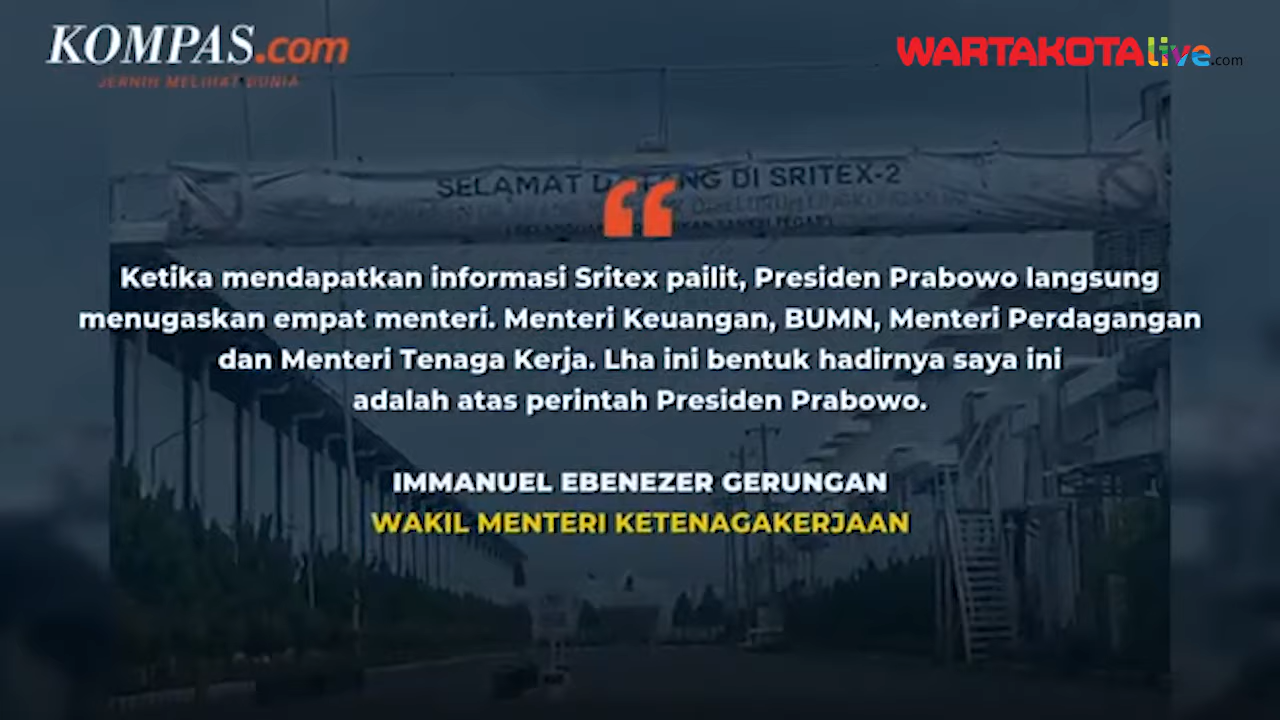 KOMPAS.com
JERNIH MELIHAT DUNIA
WARTAKOTAlive.com
SELAMAT DATANG DI SRITEX-2
Ketika mendapatkan informasi Sritex pailit, Presiden Prabowo langsung
menugaskan empat menteri. Menteri Keuangan, BUMN, Menteri Perdagangan
dan Menteri Tenaga Kerja. Lha ini bentuk hadirnya saya ini
adalah atas perintah Presiden Prabowo.
IMMANUEL EBENEZER GERUNGAN
WAKIL MENTERI KETENAGAKERJAAN